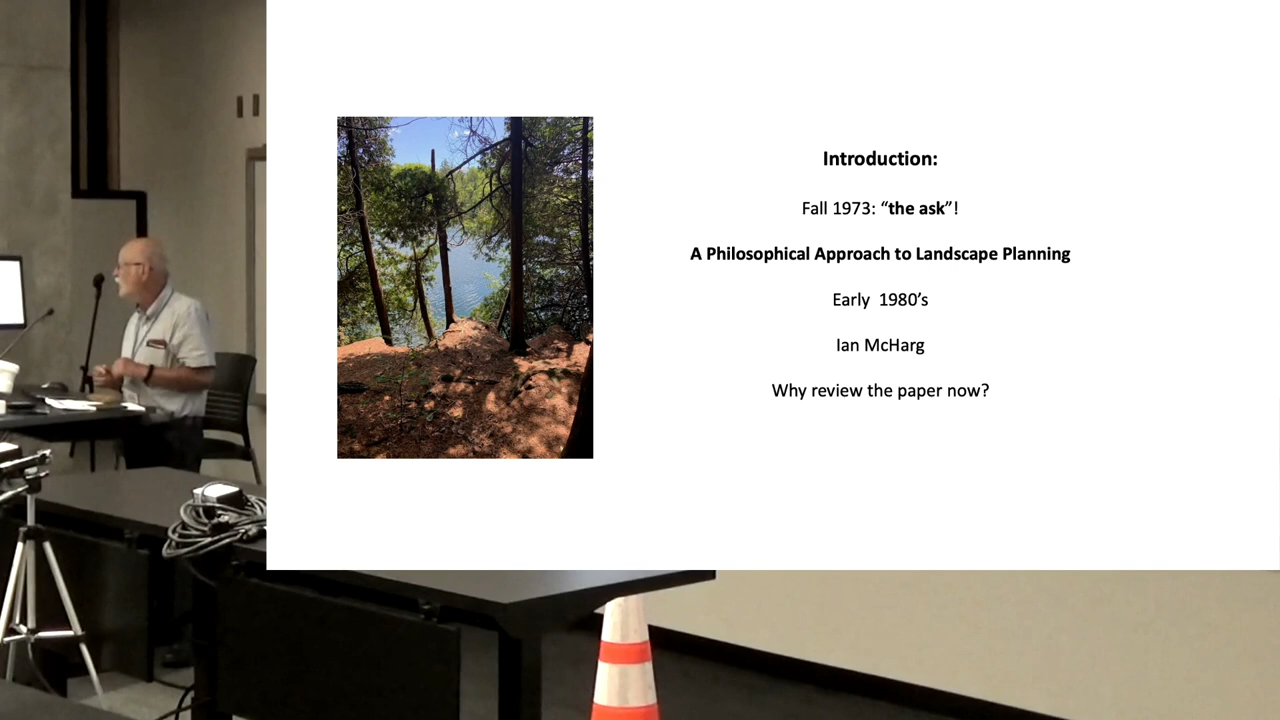 Introduction:
Fall 1973: “the ask”!
A Philosophical Approach to Landscape Planning
Early 1980’s
Ian McHarg
Why review the paper now?